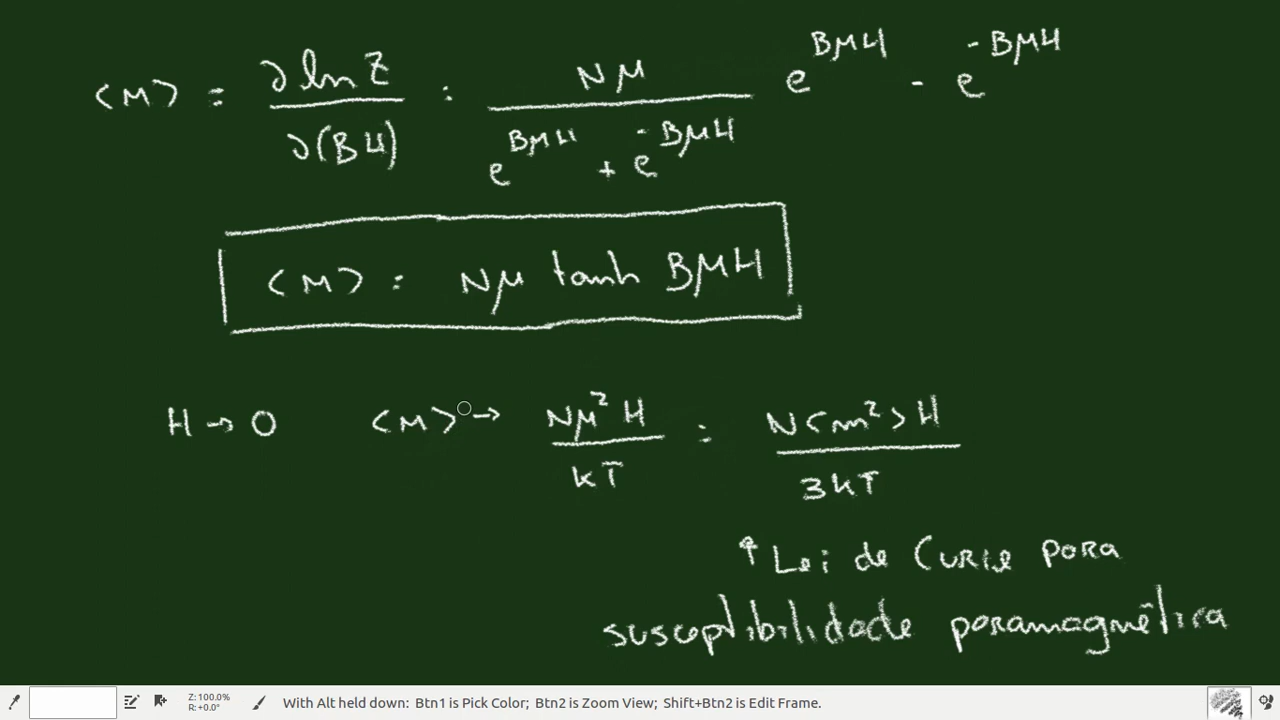 ⟨M⟩ = ∂ ln Z / ∂(BH) = Nμ / (e^{BμH} + e^{-BμH}) e^{BμH} - e^{-BμH}
⟨M⟩ = Nμ tanh BμH
H → 0 ⟨M⟩ → Nμ² H / kT = N⟨m²⟩H / 3kT
↑ Lei de Curie para
susceptibilidade paramagnética
Z: 100.0%
R: +0.0°
With Alt held down: Btn1 is Pick Color; Btn2 is Zoom View; Shift+Btn2 is Edit Frame.